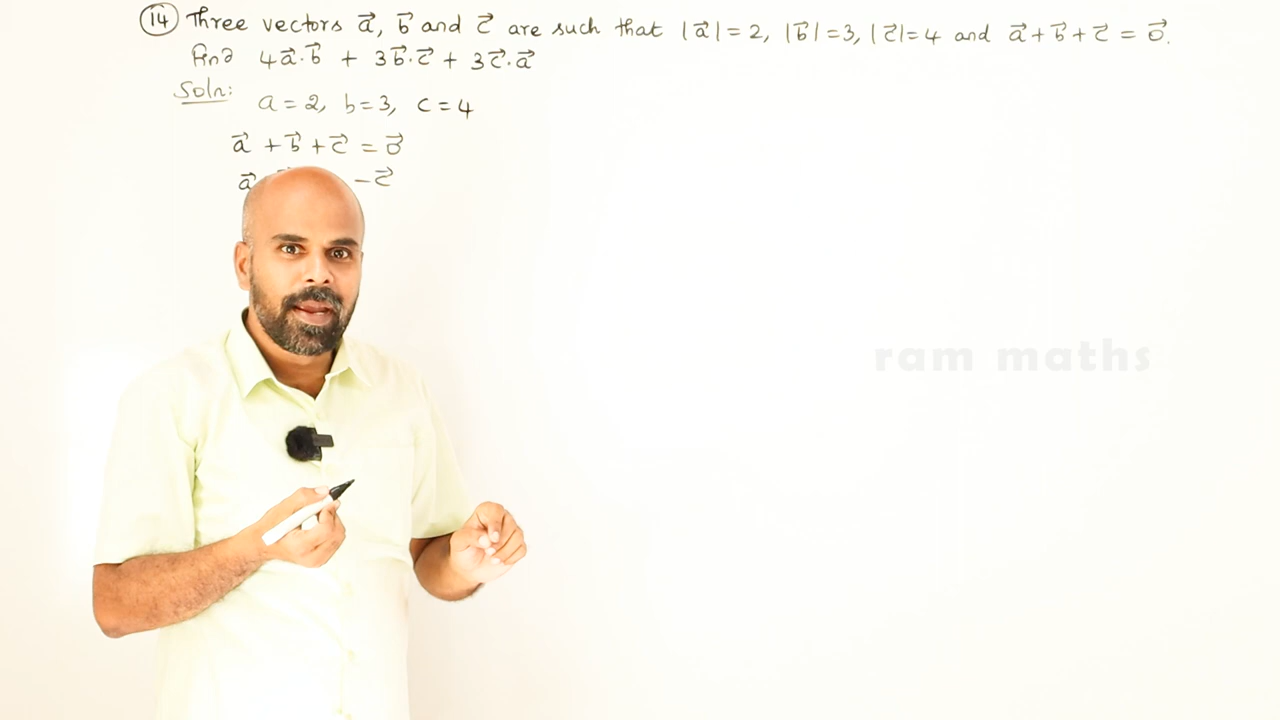 (14) Three vectors a⃗, b⃗ and c⃗ are such that |a⃗|=2, |b⃗|=3, |c⃗|=4 and a⃗+b⃗+c⃗ = 0⃗.
Find 4a⃗.b⃗ + 3b⃗.c⃗ + 3c⃗.a⃗
Soln:
a=2, b=3, c=4
a⃗ + b⃗ + c⃗ = 0⃗
a⃗ -c⃗
ram maths